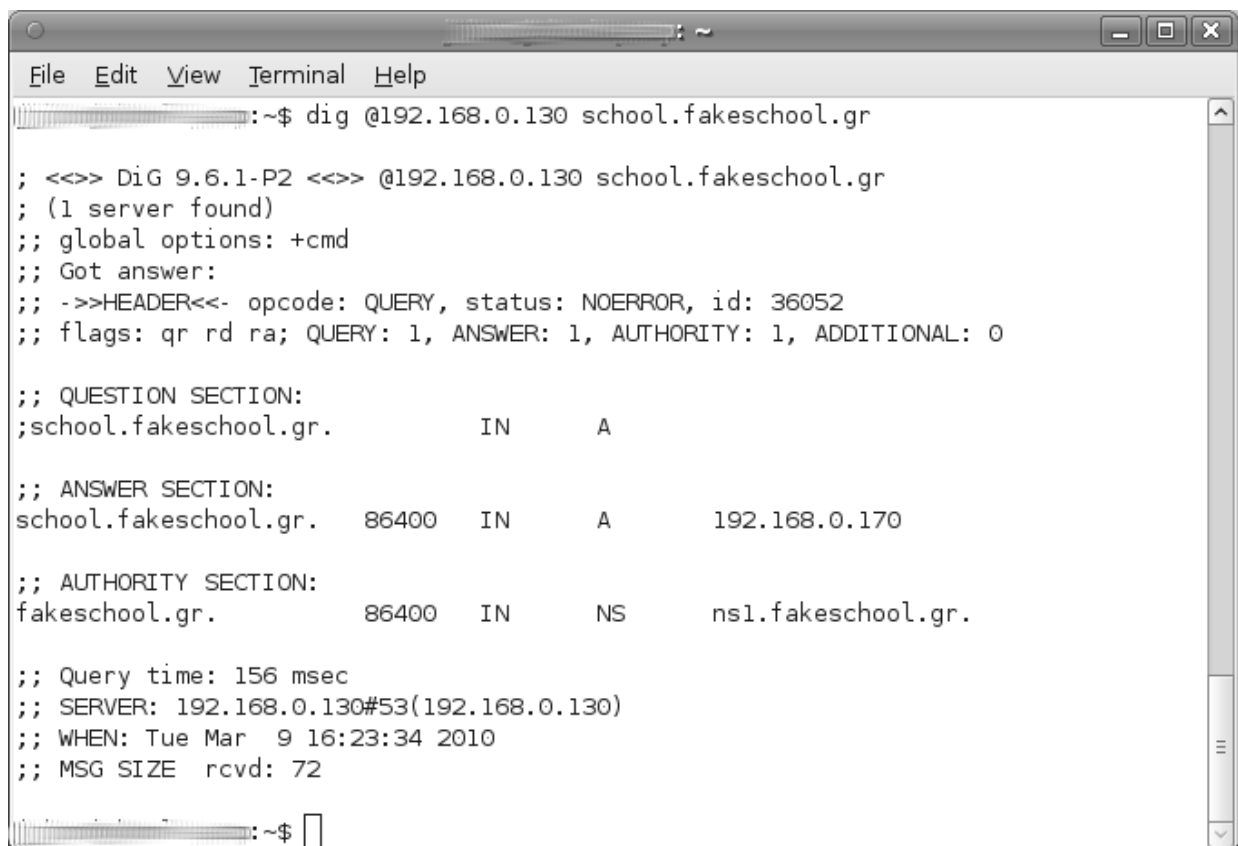 : ~
File Edit View Terminal Help
:~$ dig @192.168.0.130 school.fakeschool.gr

; <<>> DiG 9.6.1-P2 <<>> @192.168.0.130 school.fakeschool.gr
; (1 server found)
;; global options: +cmd
;; Got answer:
;; ->>HEADER<<- opcode: QUERY, status: NOERROR, id: 36052
;; flags: qr rd ra; QUERY: 1, ANSWER: 1, AUTHORITY: 1, ADDITIONAL: 0

;; QUESTION SECTION:
;school.fakeschool.gr. IN A

;; ANSWER SECTION:
school.fakeschool.gr. 86400 IN A 192.168.0.170

;; AUTHORITY SECTION:
fakeschool.gr. 86400 IN NS ns1.fakeschool.gr.

;; Query time: 156 msec
;; SERVER: 192.168.0.130#53(192.168.0.130)
;; WHEN: Tue Mar 9 16:23:34 2010
;; MSG SIZE rcvd: 72

:~$